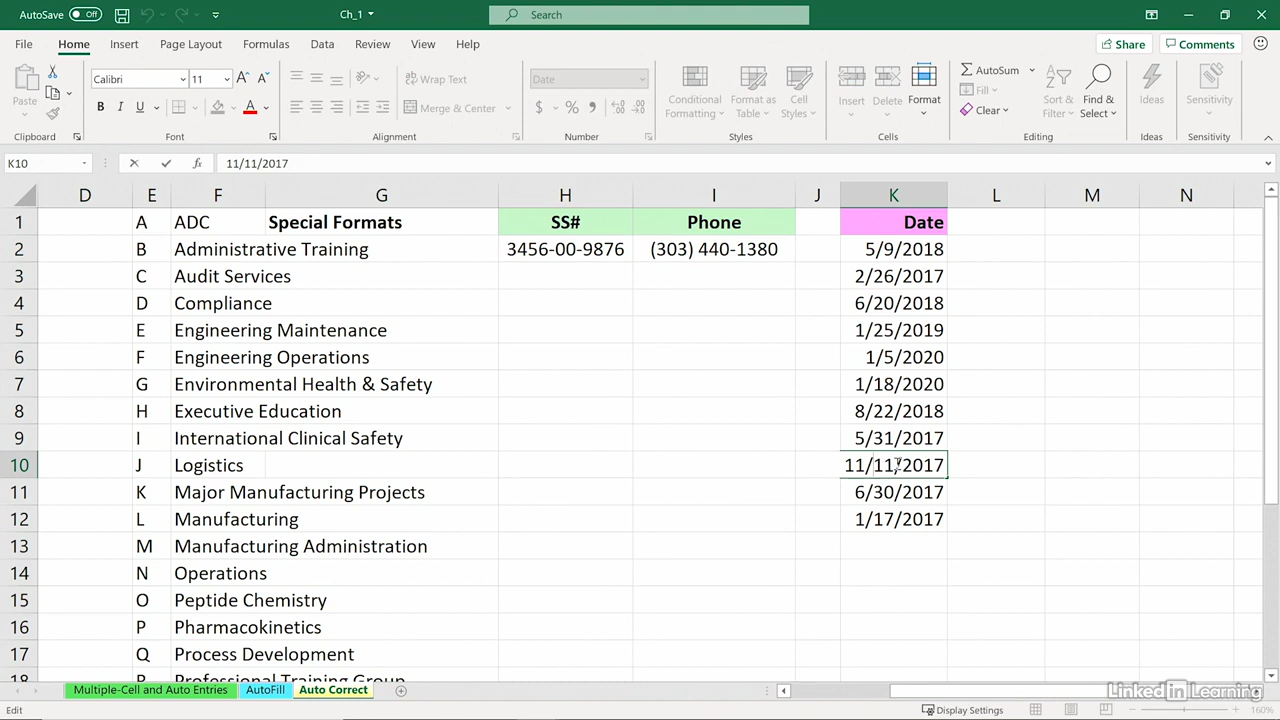 AutoSave Off Ch_1 Search
File Home Insert Page Layout Formulas Data Review View Help Share Comments
Paste Calibri 11 Wrap Text Merge & Center Date Conditional Formatting Format as Table Cell Styles Insert Delete Format AutoSum Fill Clear Sort & Filter Find & Select Ideas Sensitivity
Clipboard Font Alignment Number Styles Cells Editing Ideas Sensitivity
K10 fx 11/11/2017
D E F G H I J K L M N
1 A ADC Special Formats SS# Phone Date
2 B Administrative Training 3456-00-9876 (303) 440-1380 5/9/2018
3 C Audit Services 2/26/2017
4 D Compliance 6/20/2018
5 E Engineering Maintenance 1/25/2019
6 F Engineering Operations 1/5/2020
7 G Environmental Health & Safety 1/18/2020
8 H Executive Education 8/22/2018
9 I International Clinical Safety 5/31/2017
10 J Logistics 11/11/2017
11 K Major Manufacturing Projects 6/30/2017
12 L Manufacturing 1/17/2017
13 M Manufacturing Administration
14 N Operations
15 O Peptide Chemistry
16 P Pharmacokinetics
17 Q Process Development
18 R Professional Training Group
Multiple-Cell and Auto Entries AutoFill Auto Correct Linked in Learning
Edit Display Settings 160%